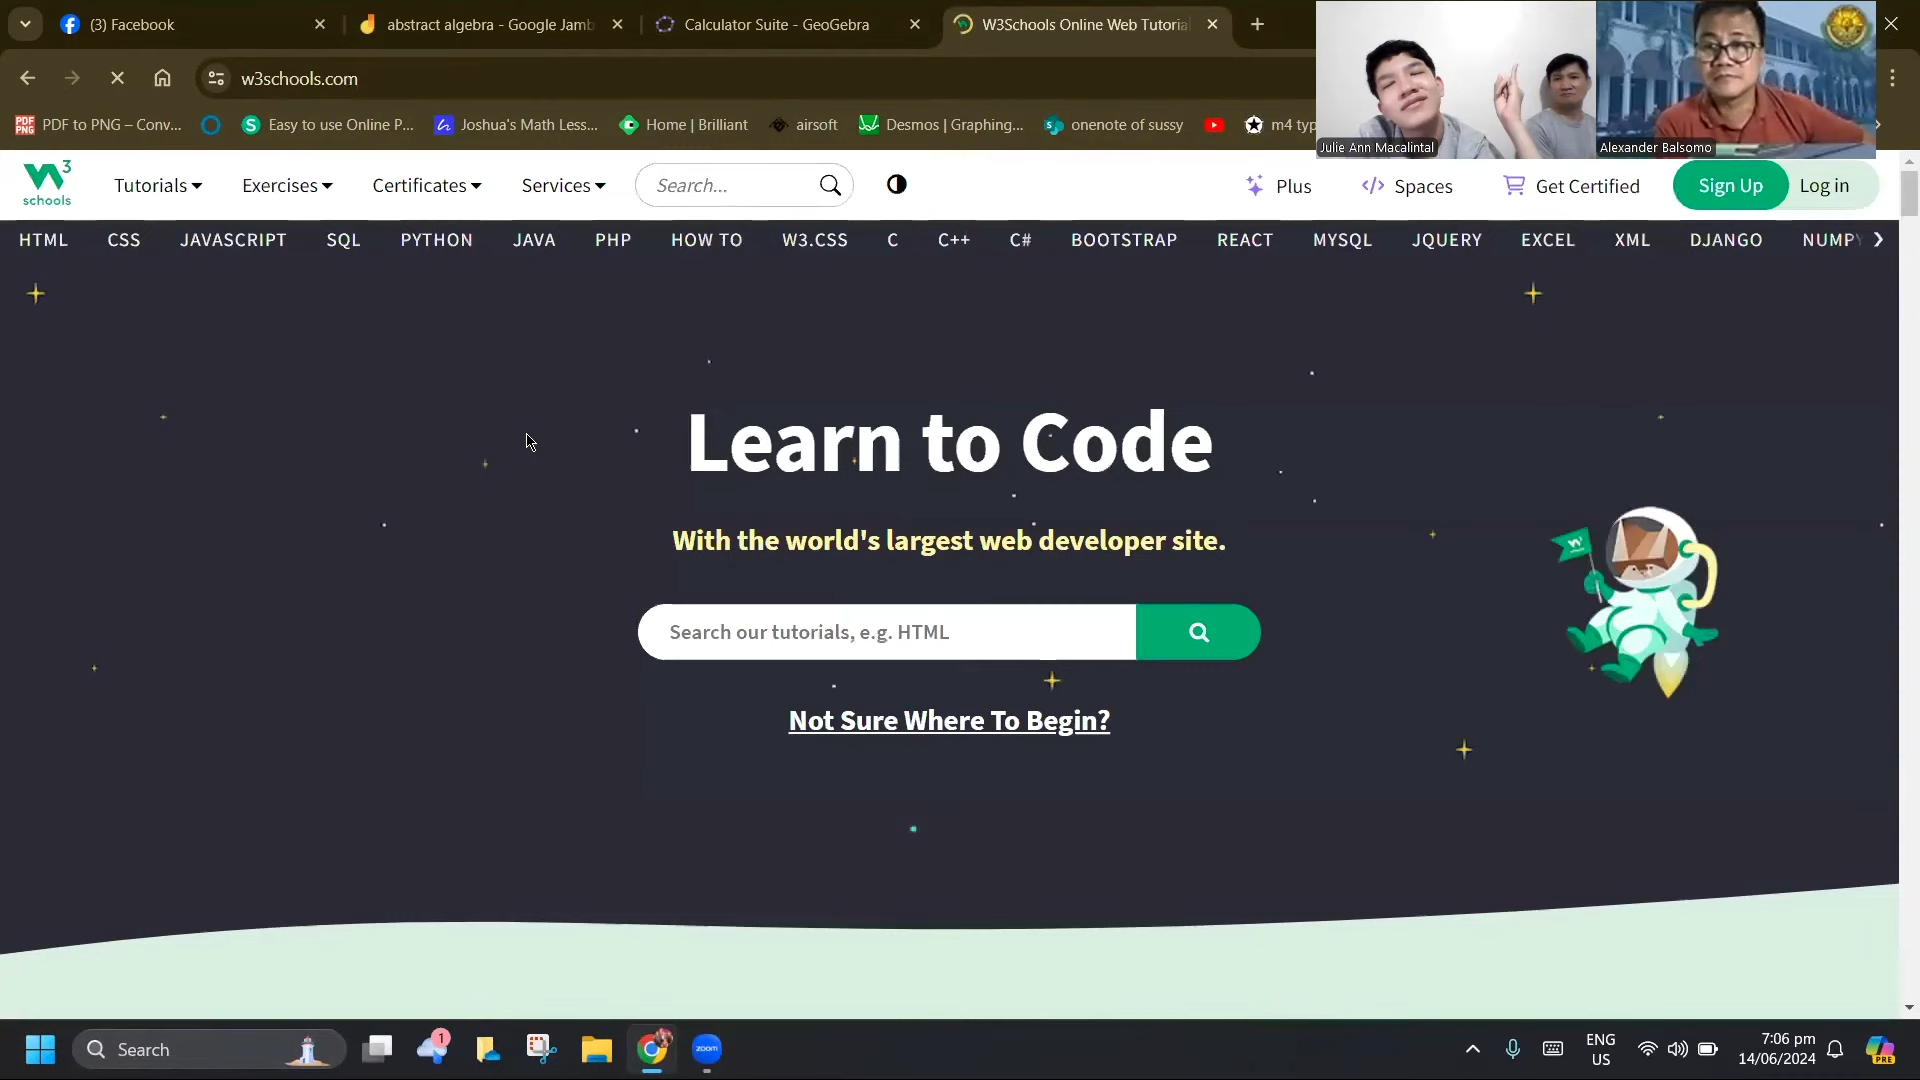 (3) Facebook
abstract algebra - Google Jamb
Calculator Suite - GeoGebra
W3Schools Online Web Tutoria
w3schools.com
PDF to PNG – Conv...
Easy to use Online P...
Joshua's Math Less...
Home | Brilliant
airsoft
Desmos | Graphing...
onenote of sussy
m4 typ
Julie Ann Macalintal
Alexander Balsomo
W3
schools
Tutorials
Exercises
Certificates
Services
Search...
Plus
Spaces
Get Certified
Sign Up
Log in
HTML CSS JAVASCRIPT SQL PYTHON JAVA PHP HOW TO W3.CSS C C++ C# BOOTSTRAP REACT MYSQL JQUERY EXCEL XML DJANGO NUMPY
Learn to Code
With the world's largest web developer site.
Search our tutorials, e.g. HTML
Not Sure Where To Begin?
Search
1
zoom
ENG
US
7:06 pm
14/06/2024
PRE